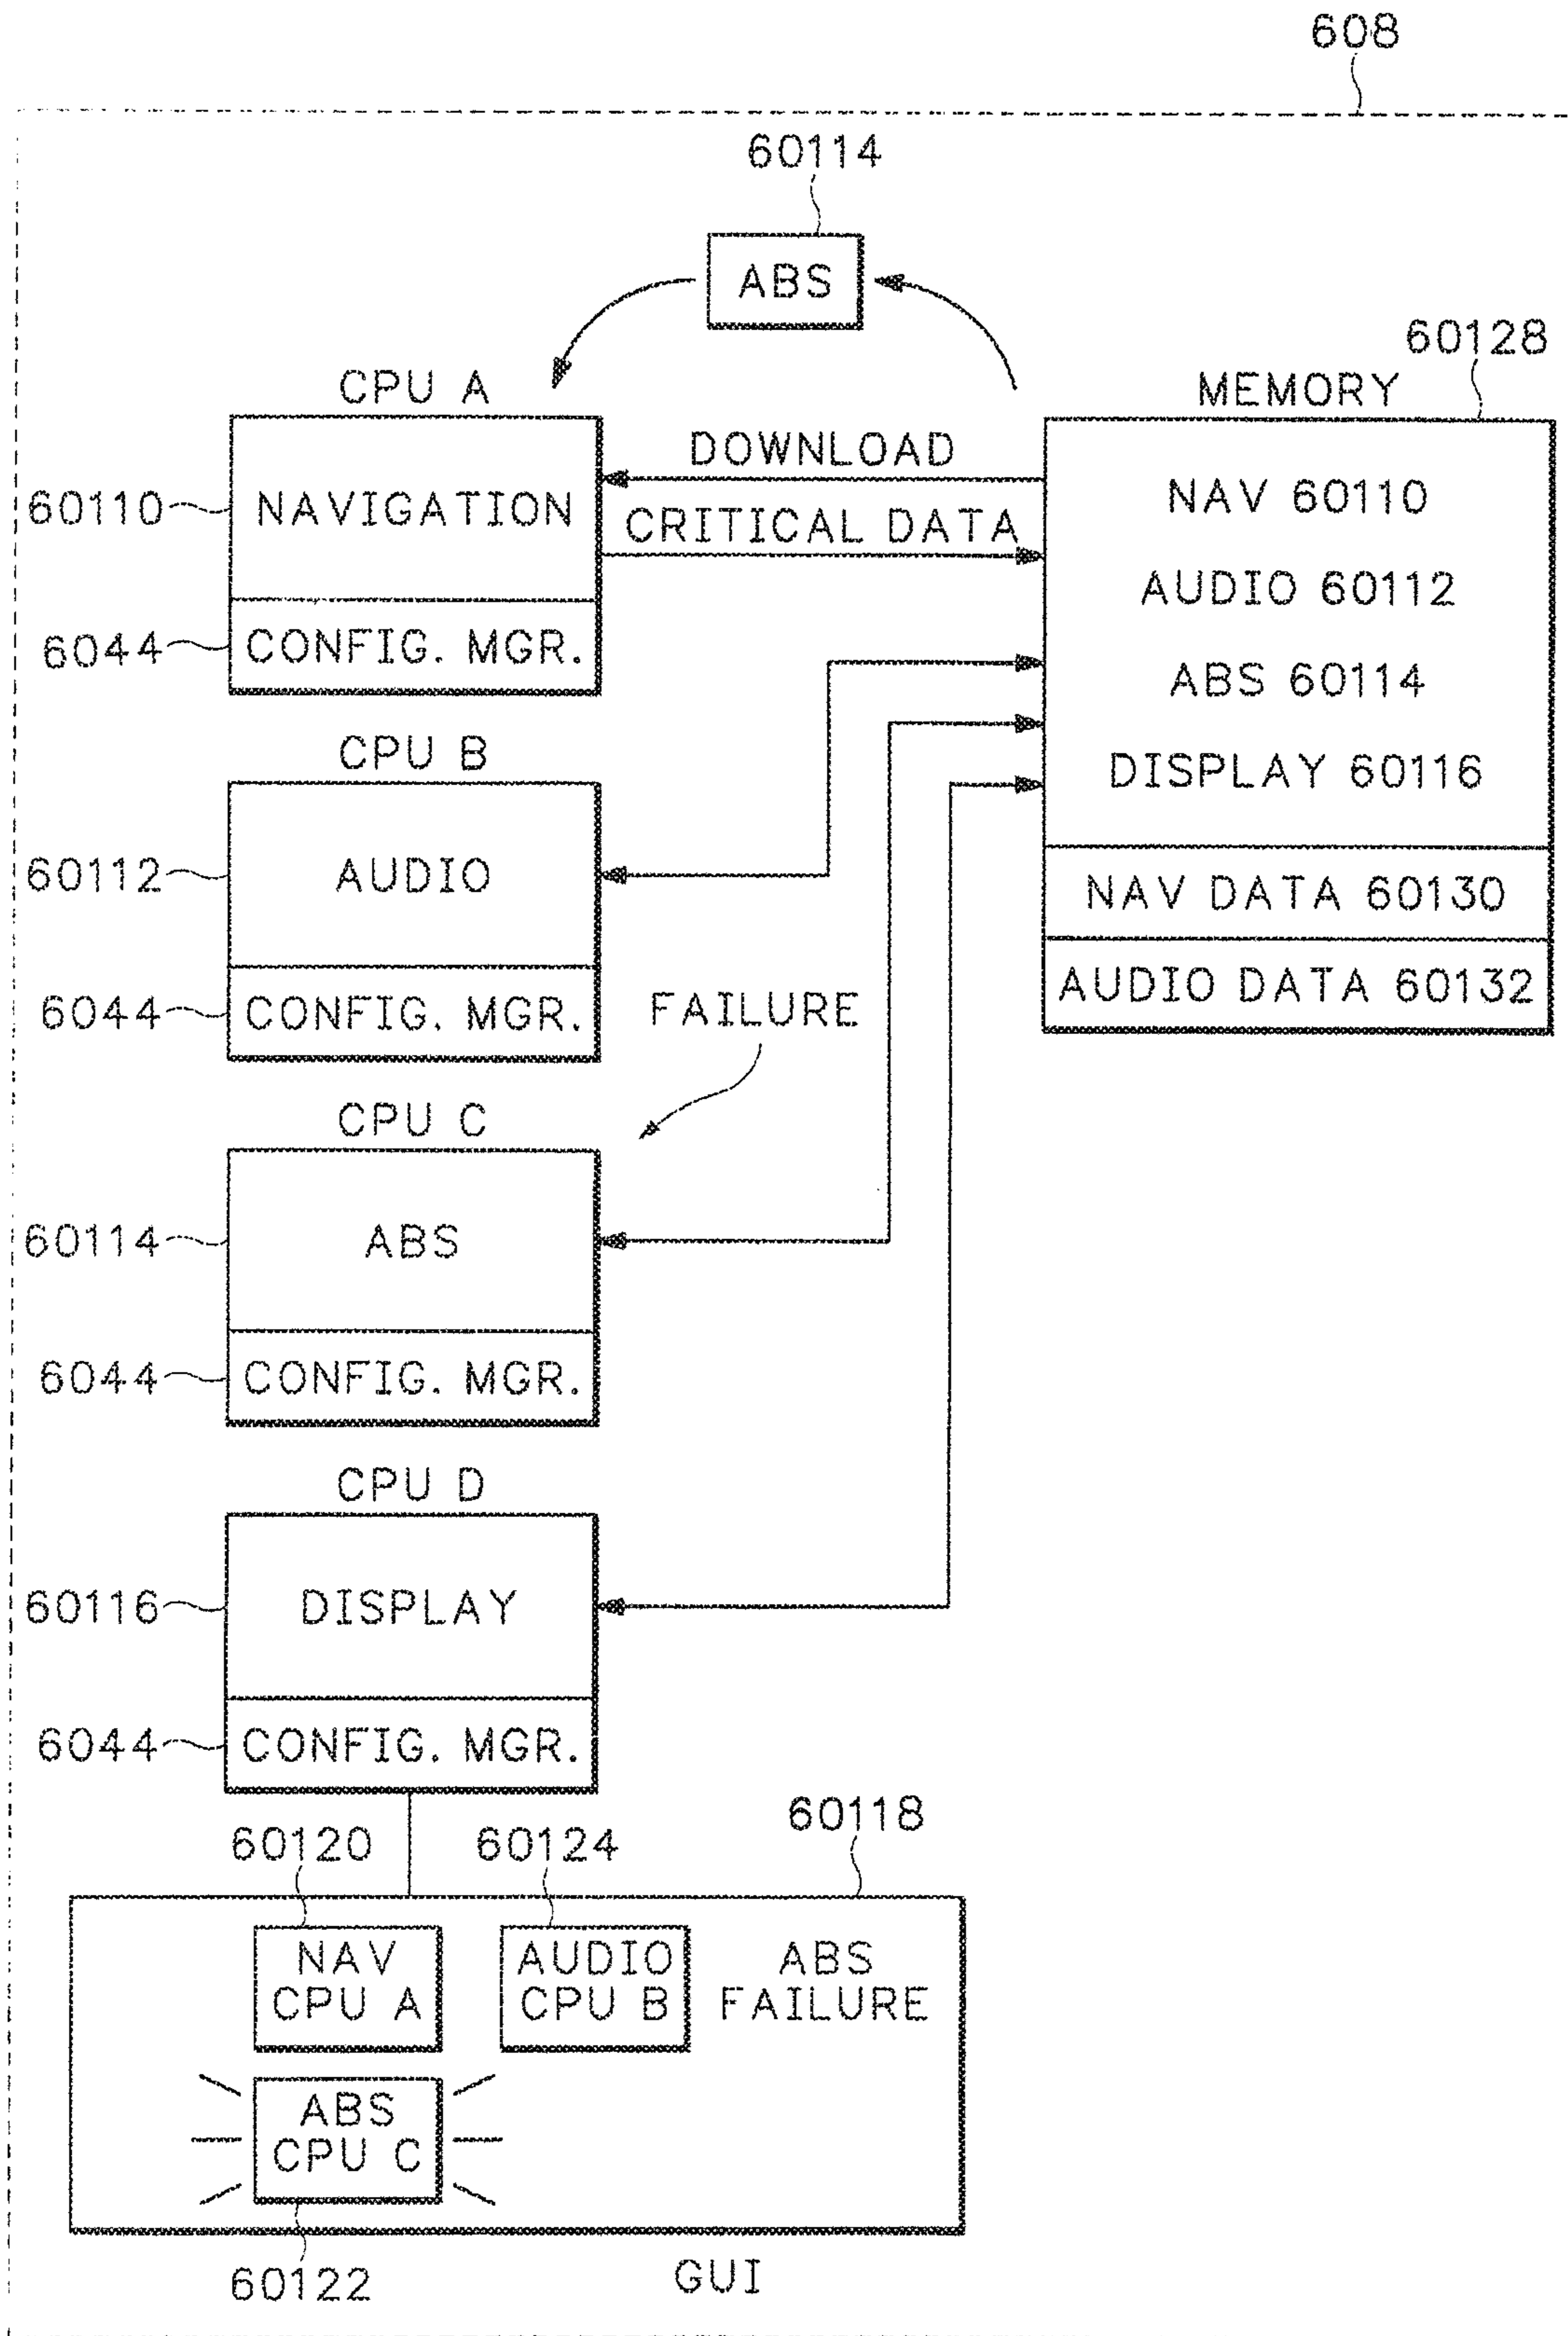 608
60114
ABS
60128
CPU A
MEMORY
DOWNLOAD
NAV 60110
60110
NAVIGATION
CRITICAL DATA
AUDIO 60112
6044
CONFIG. MGR.
ABS 60114
CPU B
DISPLAY 60116
60112
AUDIO
NAV DATA 60130
AUDIO DATA 60132
6044
CONFIG. MGR.
FAILURE
CPU C
60114
ABS
6044
CONFIG. MGR.
CPU D
60116
DISPLAY
6044
CONFIG. MGR.
60118
60120
60124
NAV
CPU A
AUDIO
CPU B
ABS
FAILURE
ABS
CPU C
60122
GUI